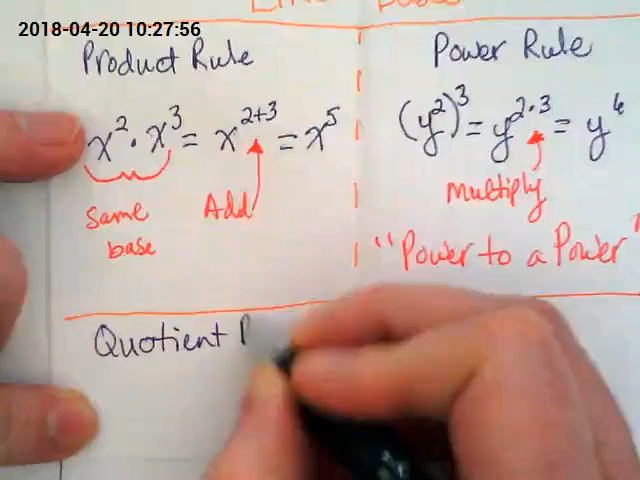 2018-04-20 10:27:56
Product Rule
x² · x³ = x²⁺³ = x⁵
same
base
Add
Power Rule
(y²)³ = y²·³ = y⁶
multiply
"Power to a Power"
Quotient